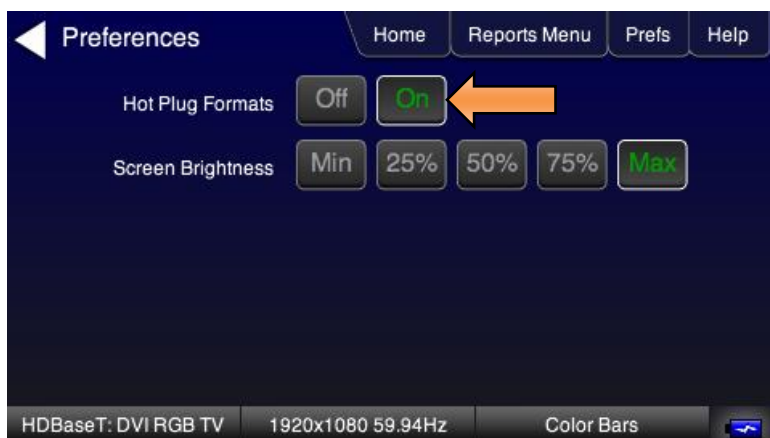 Preferences Home Reports Menu Prefs Help
Hot Plug Formats Off On
Screen Brightness Min 25% 50% 75% Max
HDBaseT: DVI RGB TV 1920x1080 59.94Hz Color Bars